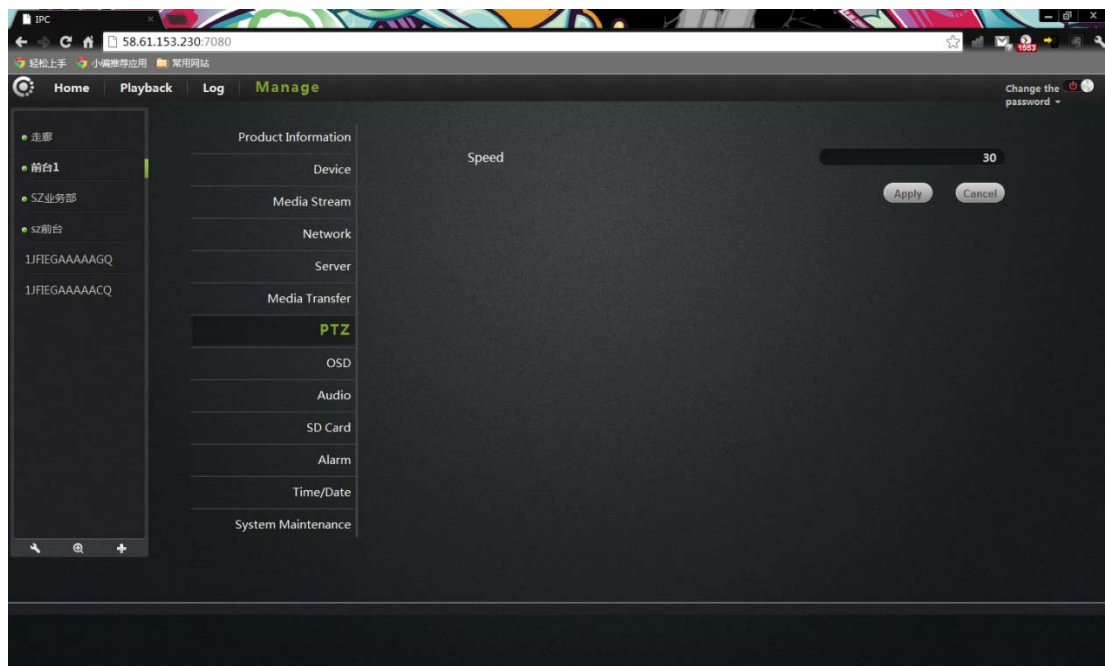 IPC
58.61.153.230:7080
1553
轻松上手 小编推荐应用 常用网站
Home Playback Log Manage
Change the password
走廊
前台1
SZ业务部
sz前台
1JFIEGAAAAAGQ
1JFIEGAAAAACQ
Product Information
Device
Media Stream
Network
Server
Media Transfer
PTZ
OSD
Audio
SD Card
Alarm
Time/Date
System Maintenance
Speed 30
Apply Cancel